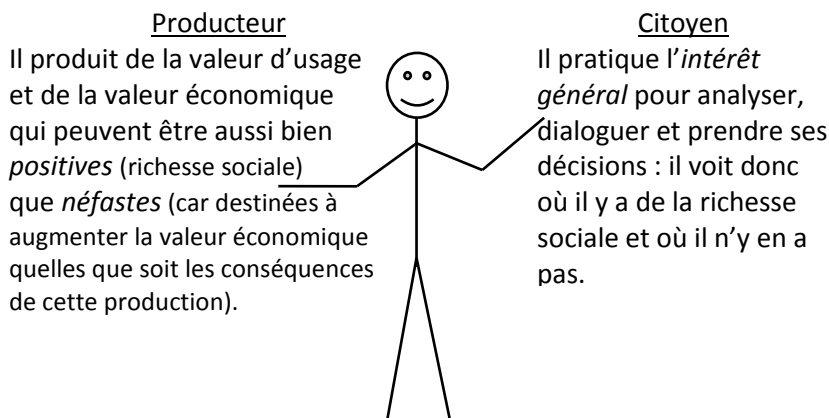 Producteur
Il produit de la valeur d’usage
et de la valeur économique
qui peuvent être aussi bien
positives (richesse sociale)
que néfastes (car destinées à
augmenter la valeur économique
quelles que soit les conséquences
de cette production).
Citoyen
Il pratique l’intérêt
général pour analyser,
dialoguer et prendre ses
décisions : il voit donc
où il y a de la richesse
sociale et où il n’y en a
pas.